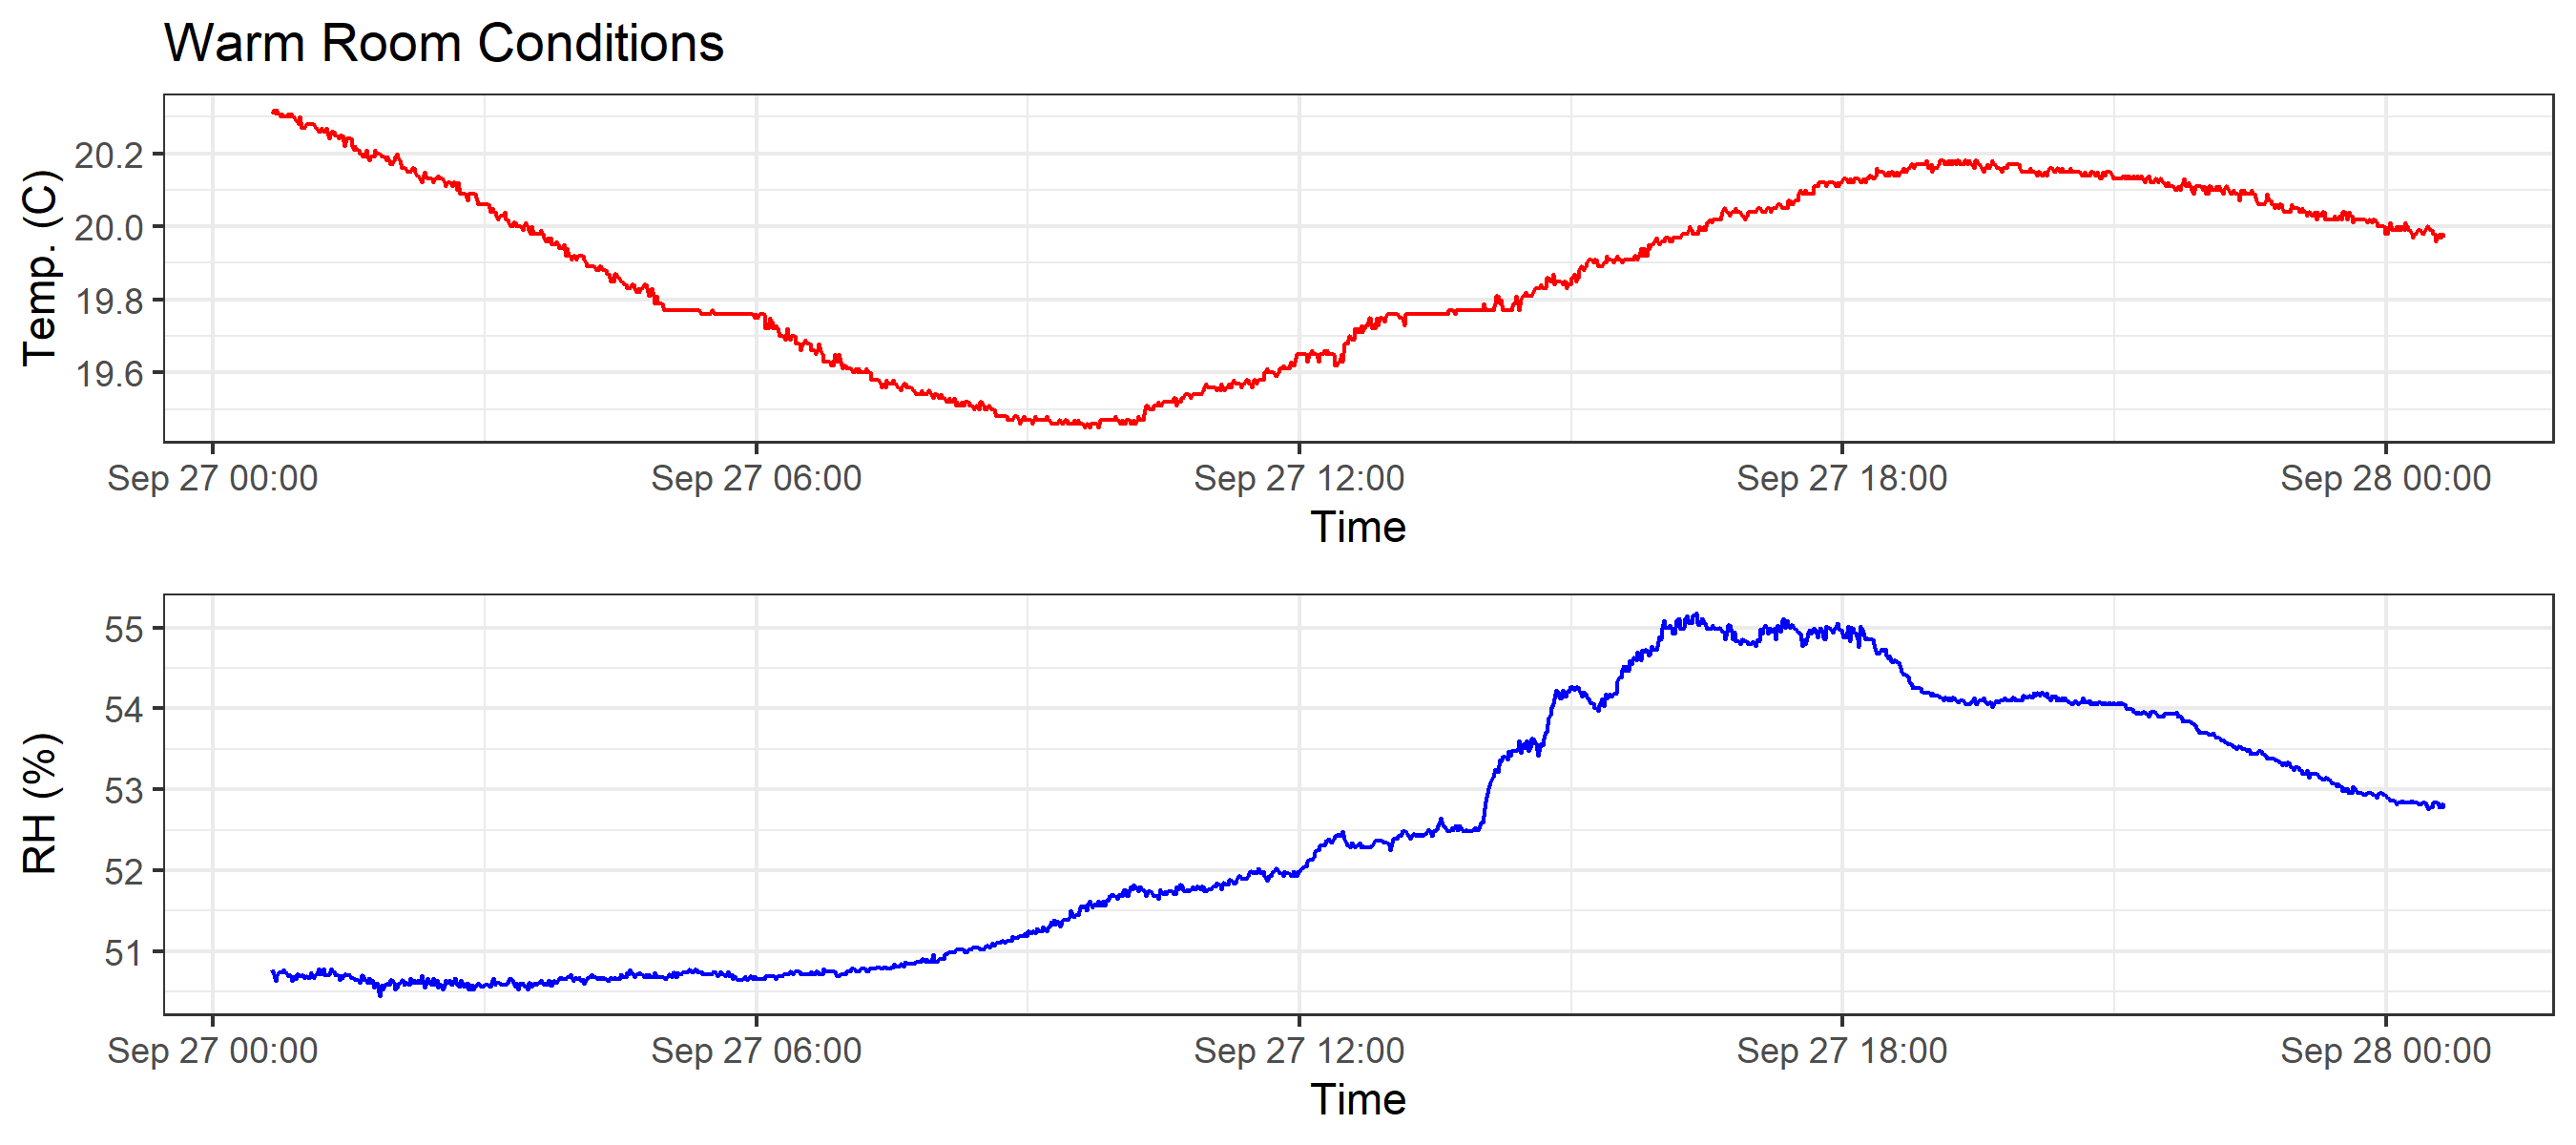 Warm Room Conditions
Temp. (C)
20.2
20.0
19.8
19.6
Sep 27 00:00 Sep 27 06:00 Sep 27 12:00 Sep 27 18:00 Sep 28 00:00
Time
RH (%)
55
54
53
52
51
Sep 27 00:00 Sep 27 06:00 Sep 27 12:00 Sep 27 18:00 Sep 28 00:00
Time